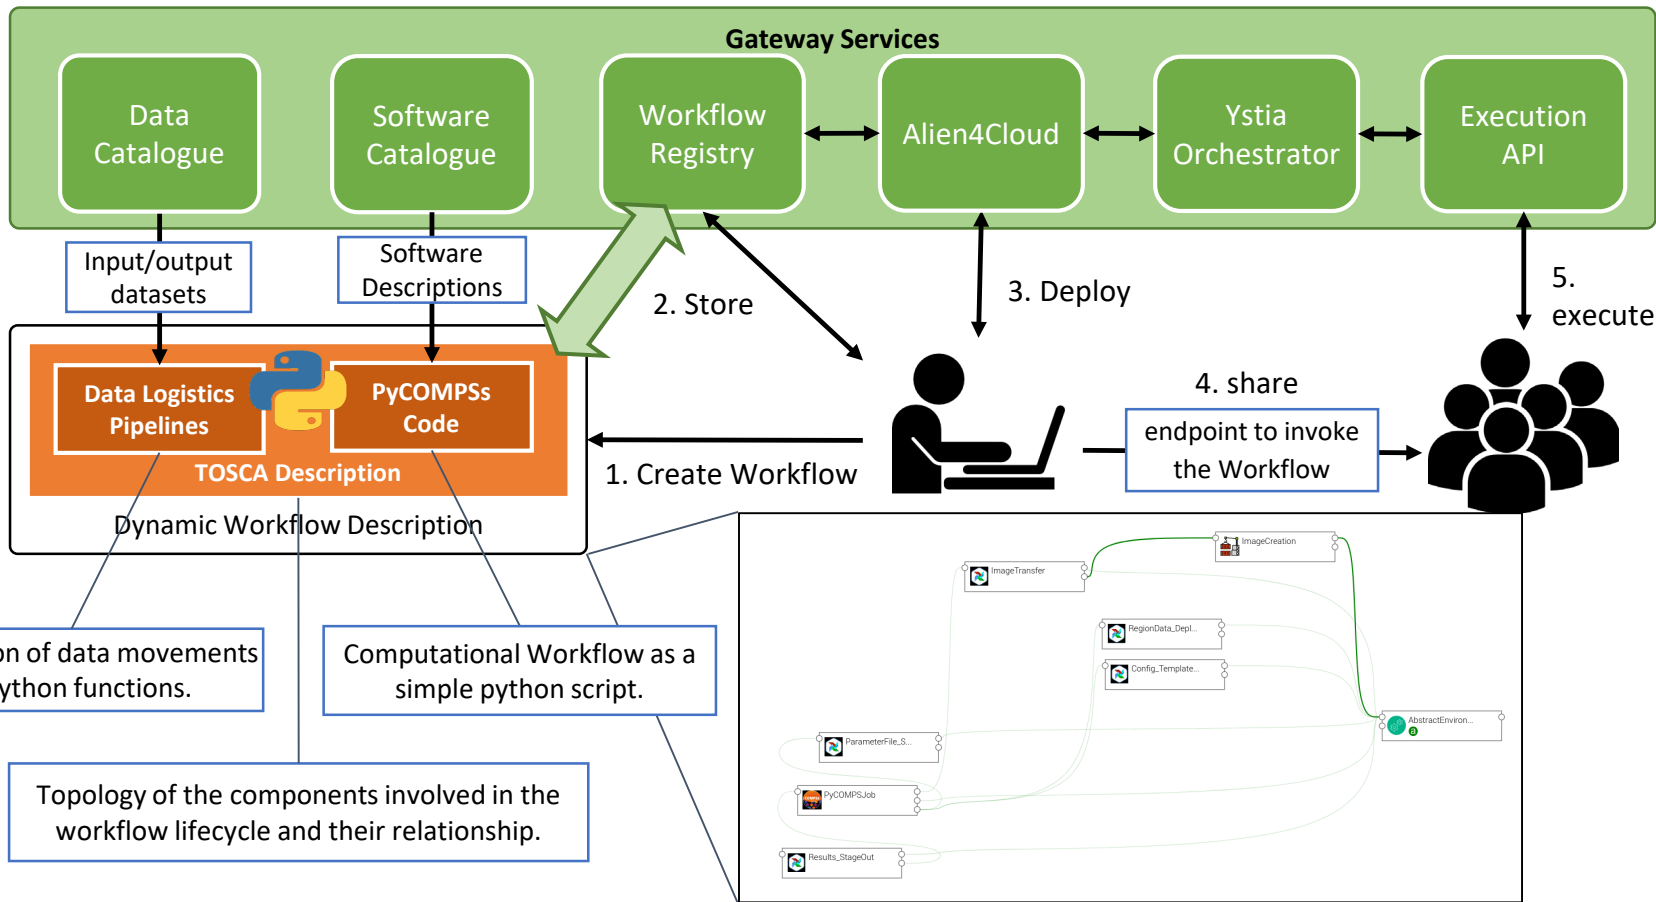 Gateway Services
Data
Catalogue
Software
Catalogue
Workflow
Registry
Alien4Cloud
Ystia
Orchestrator
Execution
API
Input/output
datasets
Software
Descriptions
2. Store
3. Deploy
5.
execute
Data Logistics
Pipelines
PyCOMPSs
Code
TOSCA Description
Dynamic Workflow Description
1. Create Workflow
4. share
endpoint to invoke
the Workflow
of data movements
functions.
Computational Workflow as a
simple python script.
Topology of the components involved in the
workflow lifecycle and their relationship.
ImageCreation
ImageTransfer
RegionData_Depl...
Config_Template...
AbstractEnviron...
a
ParameterFile_S...
PyCOMPSJob
Results_StageOut